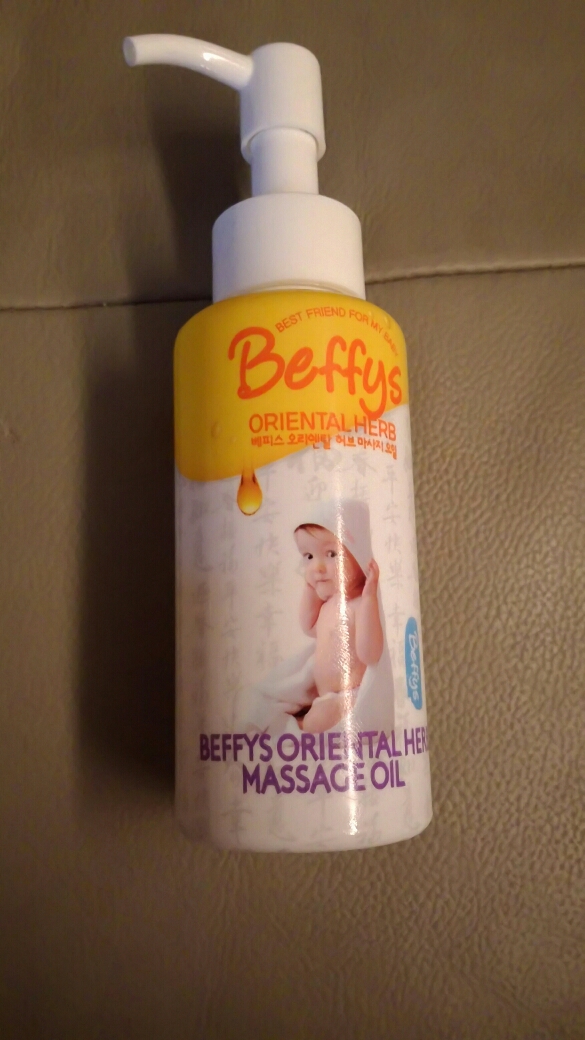 BEST FRIEND FOR MY BABY
Beffys
ORIENTAL HERB
베피스 오리엔탈 허브 마사지 오일
Beffys
BEFFYS ORIENTAL HER
MASSAGE OIL